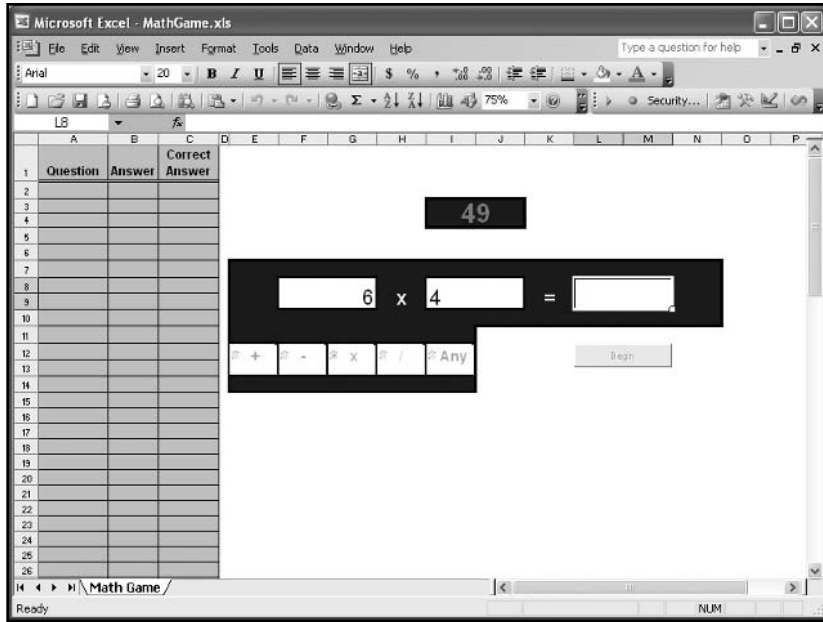 Microsoft Excel - MathGame.xls
File Edit View Insert Format Tools Data Window Help Type a question for help
Arial 20 B I U $ % ,
Σ 75% Security...
L8 fx
A B C D E F G H I J K L M N O P
1 Question Answer Correct Answer
2
3
4
49
5
6
7
8
9
6 x 4 =
10
11
12
13
+ - x / Any Begin
14
15
16
17
18
19
20
21
22
23
24
25
26
Math Game
Ready NUM